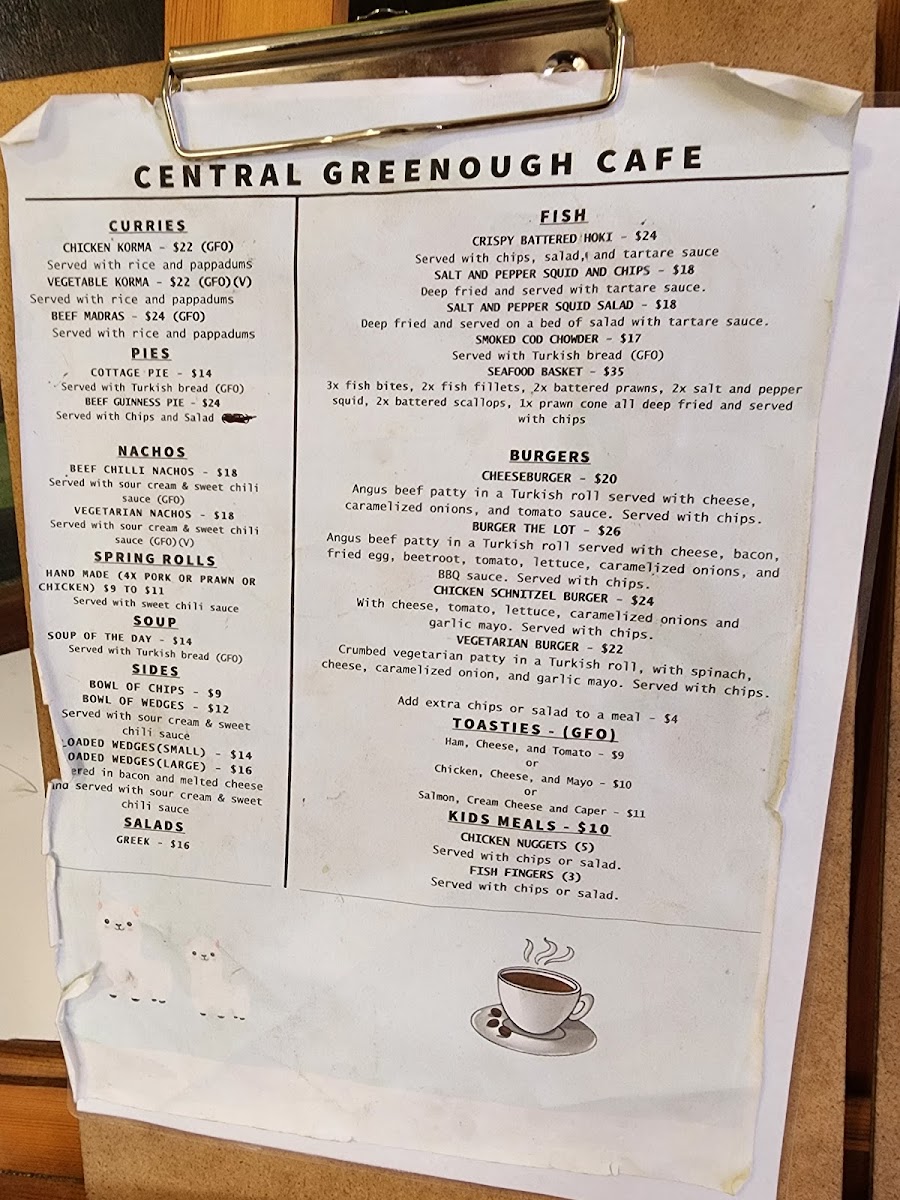 CENTRAL GREENOUGH CAFE
CURRIES
CHICKEN KORMA - $22 (GFO)
Served with rice and pappadums
VEGETABLE KORMA - $22 (GFO)(V)
Served with rice and pappadums
BEEF MADRAS - $24 (GFO)
Served with rice and pappadums
PIES
COTTAGE PIE - $14
Served with Turkish bread (GFO)
BEEF GUINNESS PIE - $24
Served with Chips and Salad
NACHOS
BEEF CHILLI NACHOS - $18
Served with sour cream & sweet chili
sauce (GFO)
VEGETARIAN NACHOS - $18
Served with sour cream & sweet chili
sauce (GFO)(V)
SPRING ROLLS
HAND MADE (4X PORK OR PRAWN OR
CHICKEN) $9 TO $11
Served with sweet chili sauce
SOUP
SOUP OF THE DAY - $14
Served with Turkish bread (GFO)
SIDES
BOWL OF CHIPS - $9
BOWL OF WEDGES - $12
Served with sour cream & sweet
chili sauce
LOADED WEDGES(SMALL) - $14
OADED WEDGES(LARGE) - $16
ered in bacon and melted cheese
and served with sour cream & sweet
chili sauce
SALADS
GREEK - $16
FISH
CRISPY BATTERED HOKI - $24
Served with chips, salad, and tartare sauce
SALT AND PEPPER SQUID AND CHIPS - $18
Deep fried and served with tartare sauce.
SALT AND PEPPER SQUID SALAD - $18
Deep fried and served on a bed of salad with tartare sauce.
SMOKED COD CHOWDER - $17
Served with Turkish bread (GFO)
SEAFOOD BASKET - $35
3x fish bites, 2x fish fillets, 2x battered prawns, 2x salt and pepper
squid, 2x battered scallops, 1x prawn cone all deep fried and served
with chips
BURGERS
CHEESEBURGER - $20
Angus beef patty in a Turkish roll served with cheese,
caramelized onions, and tomato sauce. Served with chips.
BURGER THE LOT - $26
Angus beef patty in a Turkish roll served with cheese, bacon,
fried egg, beetroot, tomato, lettuce, caramelized onions, and
BBQ sauce. Served with chips.
CHICKEN SCHNITZEL BURGER - $24
With cheese, tomato, lettuce, caramelized onions and
garlic mayo. Served with chips.
VEGETARIAN BURGER - $22
Crumbed vegetarian patty in a Turkish roll, with spinach,
cheese, caramelized onion, and garlic mayo. Served with chips.
Add extra chips or salad to a meal - $4
TOASTIES - (GFO)
Ham, Cheese, and Tomato - $9
or
Chicken, Cheese, and Mayo - $10
or
Salmon, Cream Cheese and Caper - $11
KIDS MEALS - $10
CHICKEN NUGGETS (5)
Served with chips or salad.
FISH FINGERS (3)
Served with chips or salad.